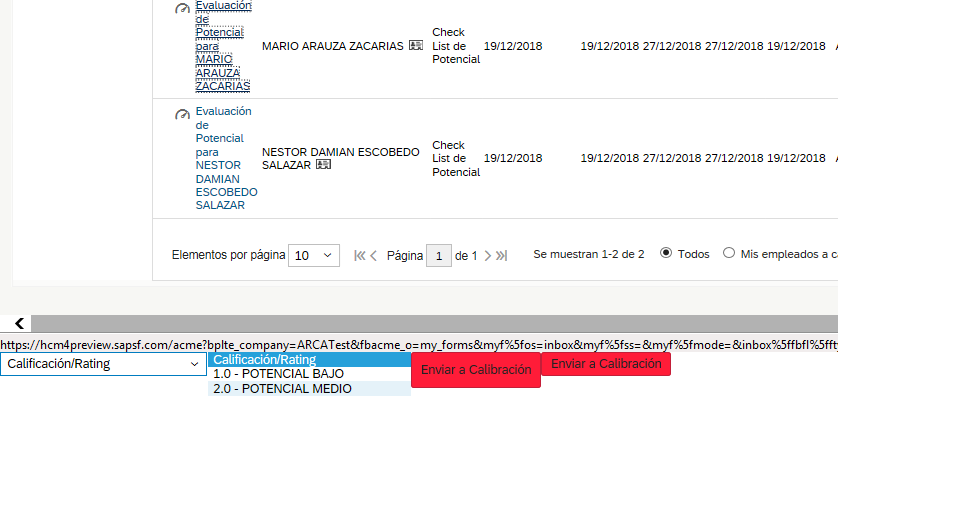 Evaluación
de
Potencial
para
MARIO
ARAUZA
ZACARIAS
MARIO ARAUZA ZACARIAS
Check
List de
Potencial
19/12/2018
19/12/2018 27/12/2018 27/12/2018 19/12/2018
Evaluación
de
Potencial
para
NESTOR
DAMIAN
ESCOBEDO
SALAZAR
NESTOR DAMIAN ESCOBEDO
SALAZAR
Check
List de
Potencial
19/12/2018
19/12/2018 27/12/2018 27/12/2018 19/12/2018
Elementos por página 10 Página 1 de 1 Se muestran 1-2 de 2 Todos Mis empleados a c
https://hcm4preview.sapsf.com/acme?bplte_company=ARCATest&fbacme_o=my_forms&myf%5fos=inbox&myf%5fss=&myf%5fmode=&inbox%5ffbfl%5fft
Calificación/Rating
Calificación/Rating
1.0 - POTENCIAL BAJO
2.0 - POTENCIAL MEDIO
Enviar a Calibración
Enviar a Calibración